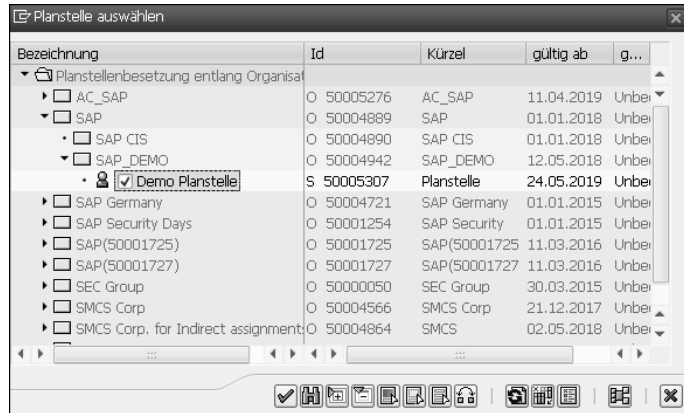 Planstelle auswählen
Bezeichnung Id Kürzel gültig ab g...
Planstellenbesetzung entlang Organisat
AC_SAP O 50005276 AC_SAP 11.04.2019 Unbe
SAP O 50004889 SAP 01.01.2018 Unbe
SAP CIS O 50004890 SAP CIS 01.01.2018 Unbe
SAP_DEMO O 50004942 SAP_DEMO 12.05.2018 Unbe
Demo Planstelle S 50005307 Planstelle 24.05.2019 Unbe
SAP Germany O 50004721 SAP Germany 01.01.2015 Unbe
SAP Security Days O 50001254 SAP Security 01.01.2015 Unbe
SAP(50001725) O 50001725 SAP(50001725 11.03.2016 Unbe
SAP(50001727) O 50001727 SAP(50001727 11.03.2016 Unbe
SEC Group O 50000050 SEC Group 30.03.2015 Unbe
SMCS Corp O 50004566 SMCS Corp 21.12.2017 Unbe
SMCS Corp. for Indirect assignment: O 50004864 SMCS 02.05.2018 Unbe